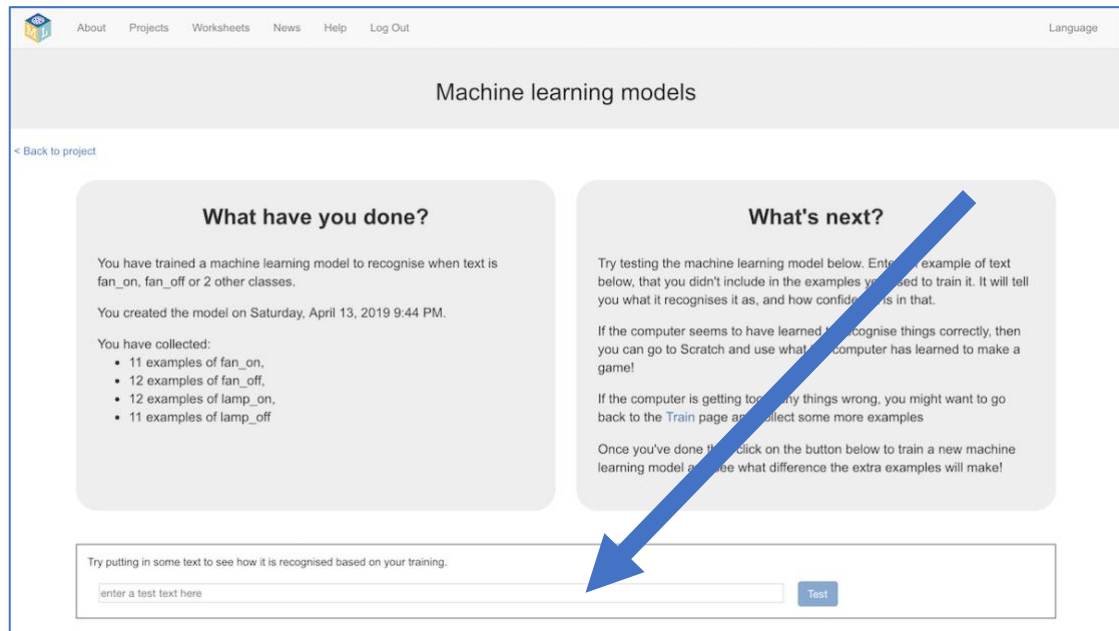 About Projects Worksheets News Help Log Out Language
Machine learning models
< Back to project
What have you done?
You have trained a machine learning model to recognise when text is
fan_on, fan_off or 2 other classes.
You created the model on Saturday, April 13, 2019 9:44 PM.
You have collected:
• 11 examples of fan_on,
• 12 examples of fan_off,
• 12 examples of lamp_on,
• 11 examples of lamp_off
What's next?
Try testing the machine learning model below. Enter example of text
below, that you didn't include in the examples used to train it. It will tell
you what it recognises it as, and how confident is in that.
If the computer seems to have learned recognise things correctly, then
you can go to Scratch and use what computer has learned to make a
game!
If the computer is getting too things wrong, you might want to go
back to the Train page collect some more examples
Once you've done click on the button below to train a new machine
learning model see what difference the extra examples will make!
Try putting in some text to see how it is recognised based on your training.
enter a test text here
Test